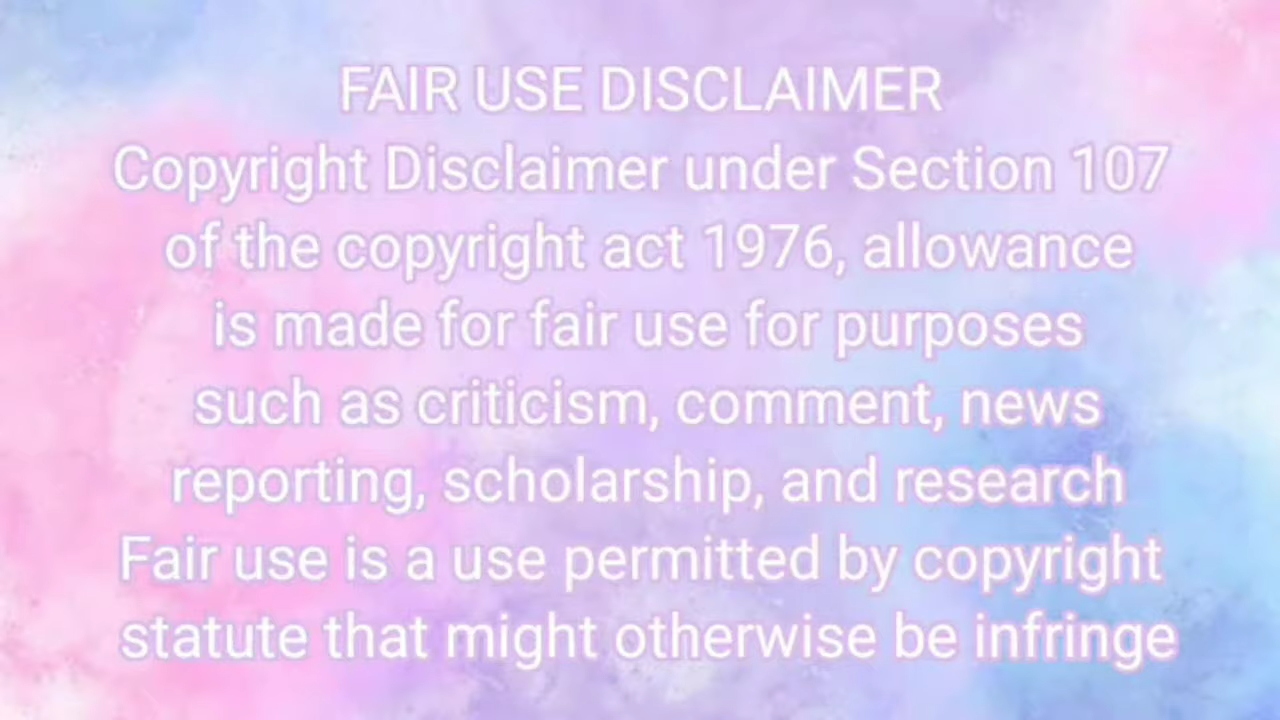 FAIR USE DISCLAIMER
Copyright Disclaimer under Section 107
of the copyright act 1976, allowance
is made for fair use for purposes
such as criticism, comment, news
reporting, scholarship, and research
Fair use is a use permitted by copyright
statute that might otherwise be infringe